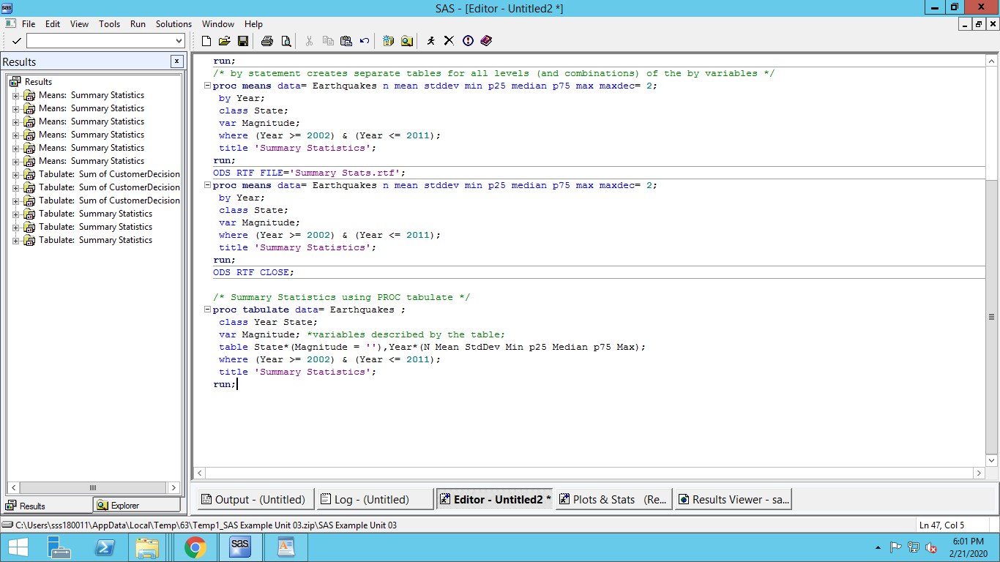 SAS - [Editor - Untitled2 *]
File Edit View Tools Run Solutions Window Help
Results
Results
Means: Summary Statistics
Means: Summary Statistics
Means: Summary Statistics
Means: Summary Statistics
Means: Summary Statistics
Means: Summary Statistics
Tabulate: Sum of CustomerDecision
Tabulate: Sum of CustomerDecision
Tabulate: Sum of CustomerDecision
Tabulate: Summary Statistics
Tabulate: Summary Statistics
Tabulate: Summary Statistics
Results Explorer
run;
/* by statement creates separate tables for all levels (and combinations) of the by variables */
proc means data= Earthquakes n mean stddev min p25 median p75 max maxdec= 2;
by Year;
class State;
var Magnitude;
where (Year >= 2002) & (Year <= 2011);
title 'Summary Statistics';
run;
ODS RTF FILE='Summary Stats.rtf';
proc means data= Earthquakes n mean stddev min p25 median p75 max maxdec= 2;
by Year;
class State;
var Magnitude;
where (Year >= 2002) & (Year <= 2011);
title 'Summary Statistics';
run;
ODS RTF CLOSE;
/* Summary Statistics using PROC tabulate */
proc tabulate data= Earthquakes ;
class Year State;
var Magnitude; *variables described by the table;
table State*(Magnitude = ''),Year*(N Mean StdDev Min p25 Median p75 Max);
where (Year >= 2002) & (Year <= 2011);
title 'Summary Statistics';
run;
Output - (Untitled) Log - (Untitled) Editor - Untitled2 * Plots & Stats (Re... Results Viewer - sa...
C:\Users\sss180011\AppData\Local\Temp\63\Temp1_SAS Example Unit 03.zip\SAS Example Unit 03
Ln 47, Col 5
sas
6:01 PM
2/21/2020